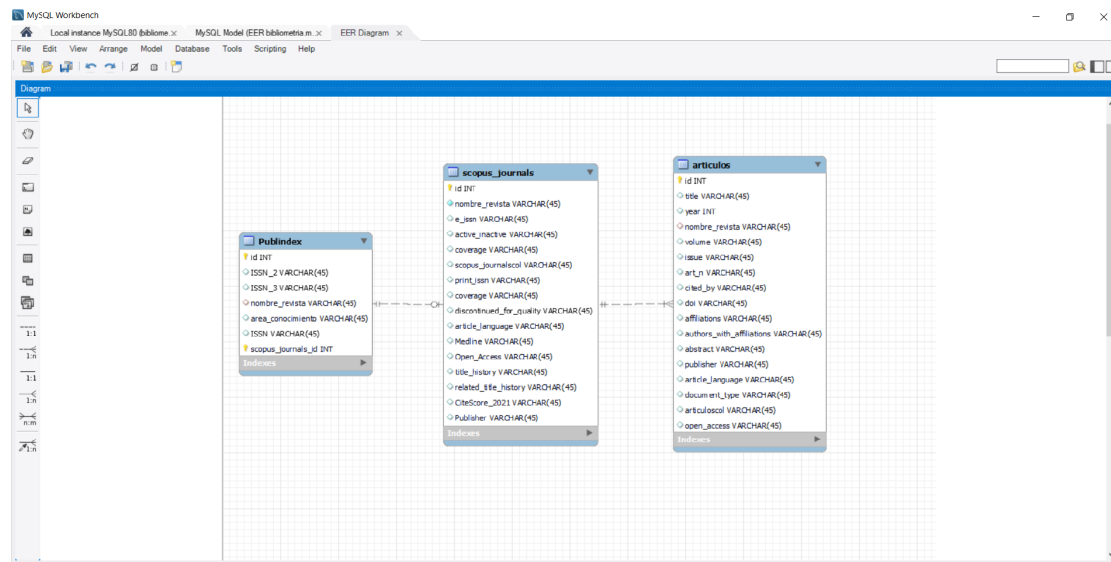 MySQL Workbench
Local instance MySQL80 (bibliome.× MySQL Model (EER bibliometria.m..× EER Diagram ×
File Edit View Arrange Model Database Tools Scripting Help
Diagram
1:1
1:n
1:1
1:n
n:m
1:n
Publindex
id INT
ISSN_2 VARCHAR(45)
ISSN_3 VARCHAR(45)
nombre_revista VARCHAR(45)
area_conocimiento VARCHAR(45)
ISSN VARCHAR(45)
scopus_journals_id INT
Indexes
scopus_journals
id INT
nombre_revista VARCHAR(45)
e_issn VARCHAR(45)
active_inactive VARCHAR(45)
coverage VARCHAR(45)
scopus_journalscol VARCHAR(45)
print_issn VARCHAR(45)
coverage VARCHAR(45)
discontinued_for_quality VARCHAR(45)
article_language VARCHAR(45)
Medline VARCHAR(45)
Open_Access VARCHAR(45)
title_history VARCHAR(45)
related_title_history VARCHAR(45)
CiteScore_2021 VARCHAR(45)
Publisher VARCHAR(45)
Indexes
articulos
id INT
title VARCHAR(45)
year INT
nombre_revista VARCHAR(45)
volume VARCHAR(45)
issue VARCHAR(45)
art_n VARCHAR(45)
cited_by VARCHAR(45)
doi VARCHAR(45)
affiliations VARCHAR(45)
authors_with_affiliations VARCHAR(45)
abstract VARCHAR(45)
publisher VARCHAR(45)
article_language VARCHAR(45)
document_type VARCHAR(45)
articuloscol VARCHAR(45)
open_access VARCHAR(45)
Indexes